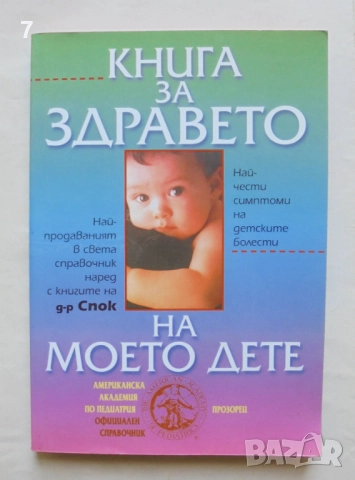 7
КНИГА
ЗА
ЗДРАВЕТО
Най-
чести
симптоми
на
детските
болести
Най-
продаваният
в света
справочник
наред
с книгите на
д-р Спок
НА
МОЕТО ДЕТЕ
АМЕРИКАНСКА
АКАДЕМИЯ
ПО ПЕДИАТРИЯ
ОФИЦИАЛЕН
СПРАВОЧНИК
ПРОЗОРЕЦ
BAZAR